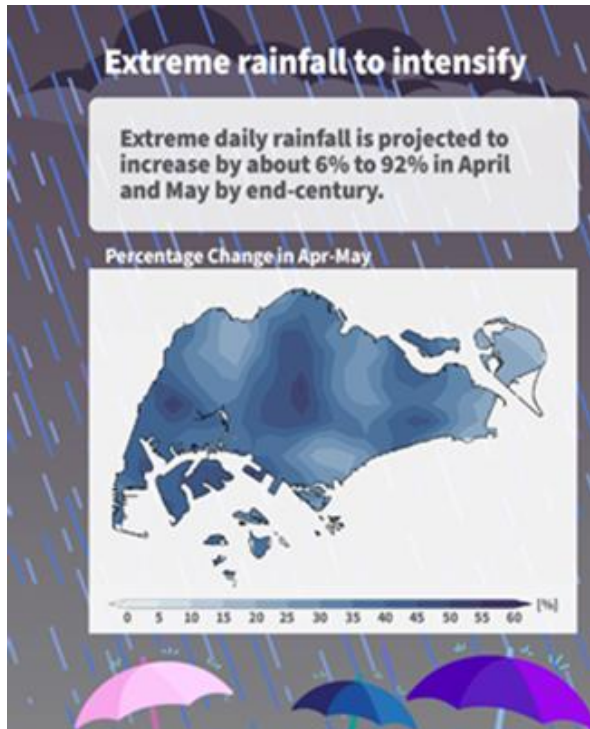 Extreme rainfall to intensify
Extreme daily rainfall is projected to
increase by about 6% to 92% in April
and May by end-century.
Percentage Change in Apr-May
[%]
0 5 10 15 20 25 30 35 40 45 50 55 60